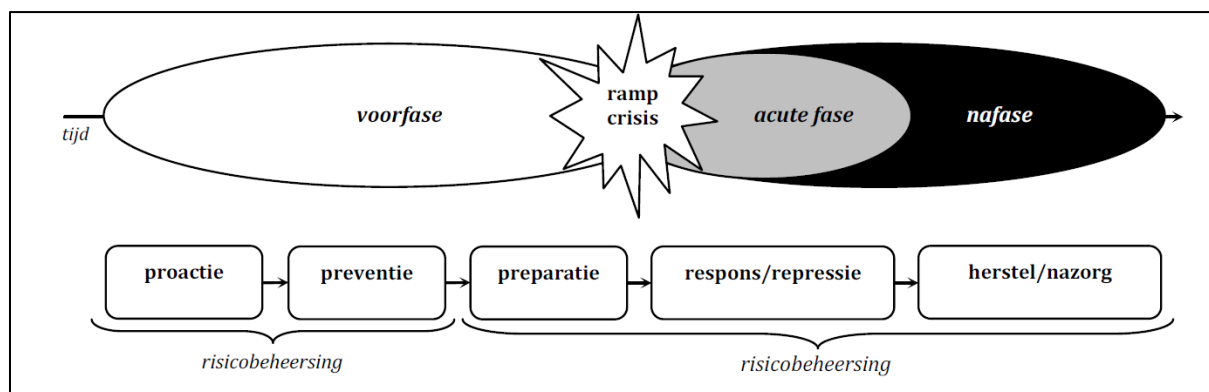 ramp
crisis
voorfase
acute fase
nafase
tijd
proactie
preventie
preparatie
respons/repressie
herstel/nazorg
risicobeheersing
risicobeheersing